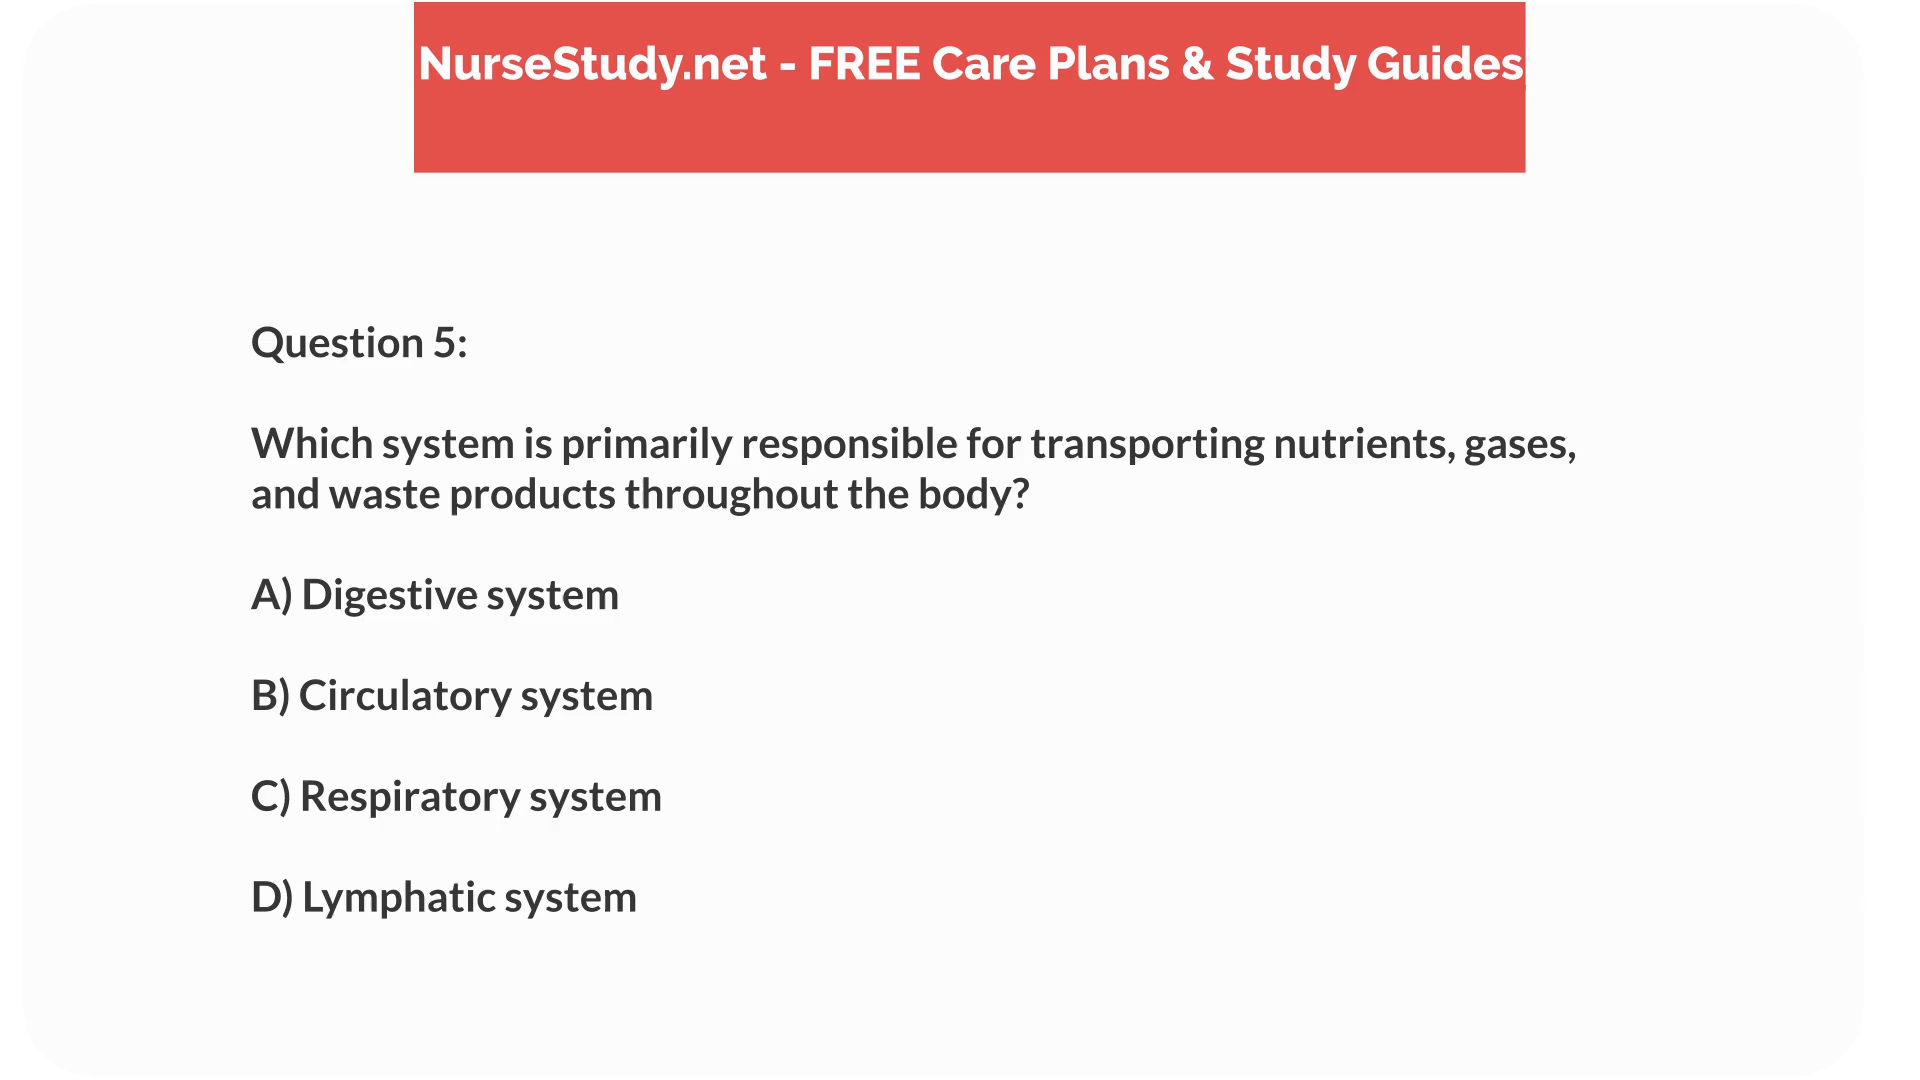 NurseStudy.net - FREE Care Plans & Study Guides
Question 5:
Which system is primarily responsible for transporting nutrients, gases,
and waste products throughout the body?
A) Digestive system
B) Circulatory system
C) Respiratory system
D) Lymphatic system